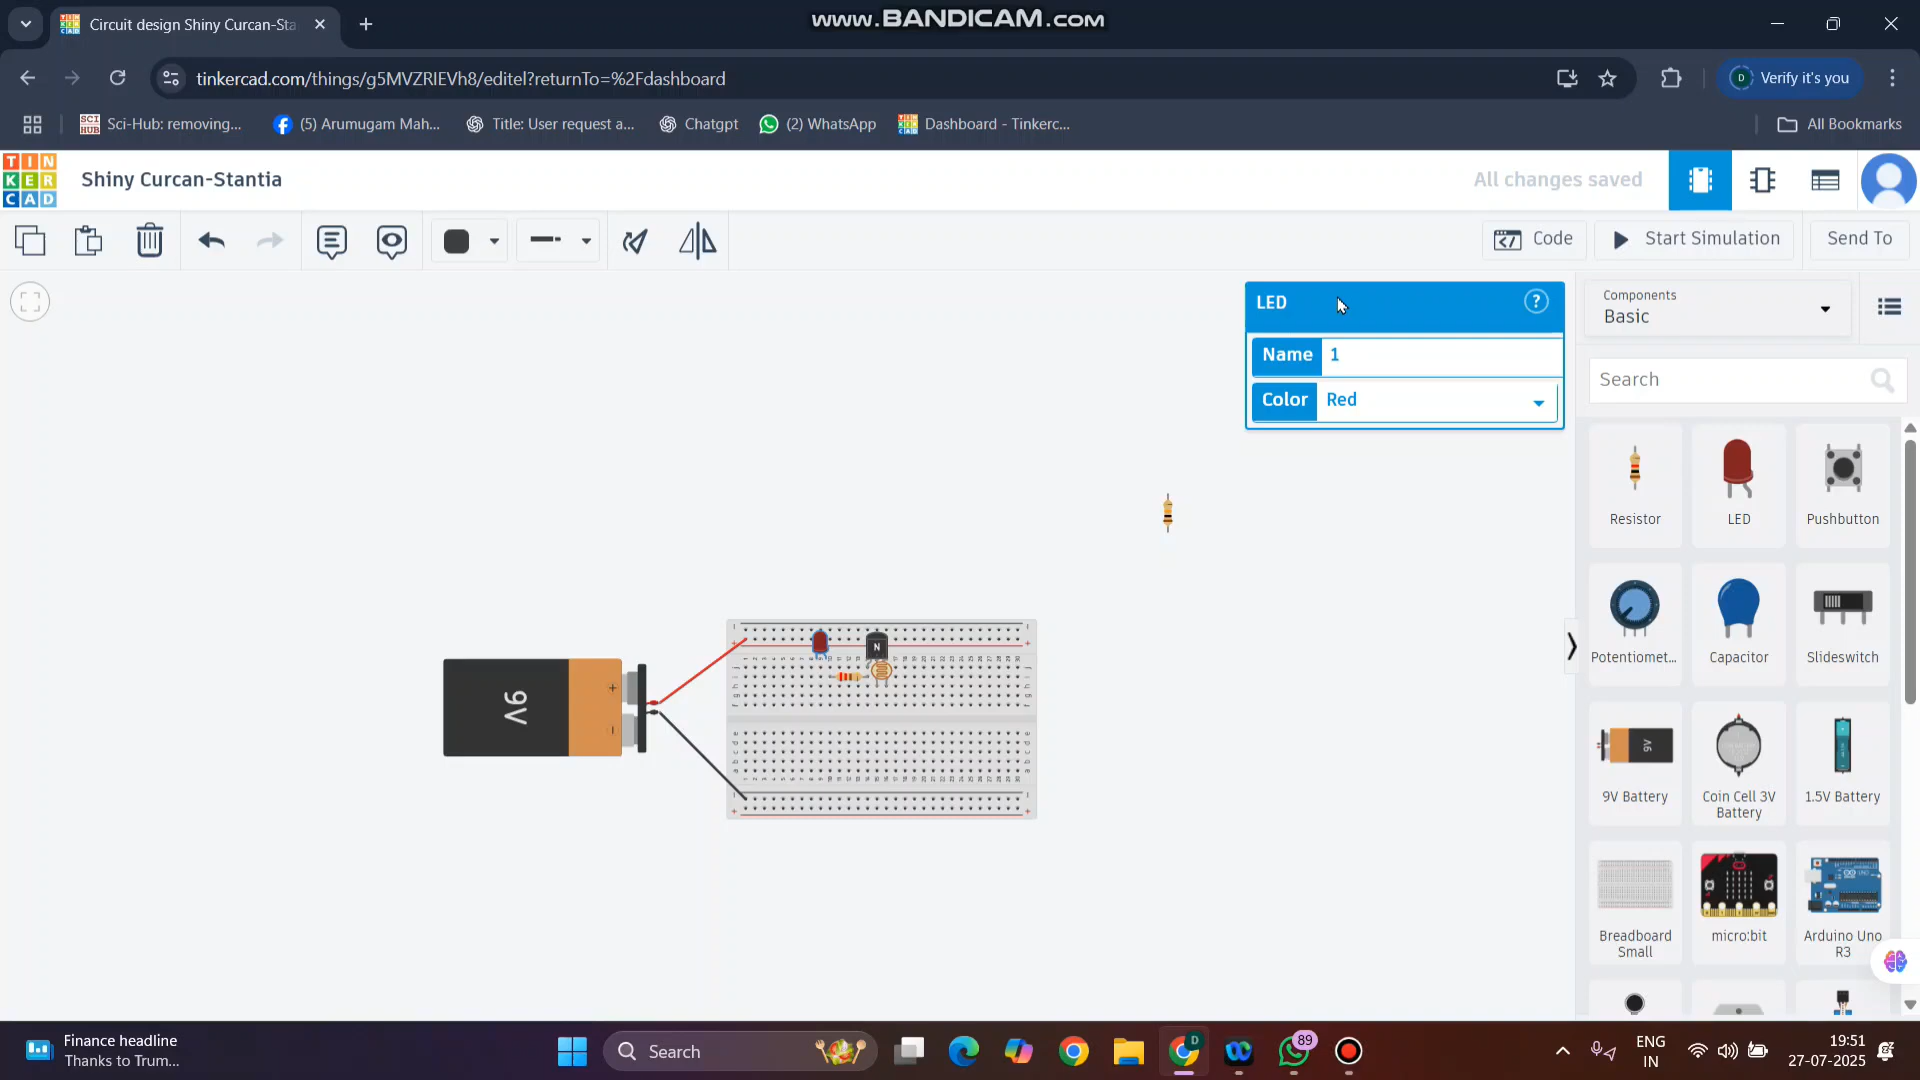 www.BANDICAM.com
Circuit design Shiny Curcan-Sta
tinkercad.com/things/g5MVZRIEVh8/editel?returnTo=%2Fdashboard
Verify it's you
Sci-Hub: removing...
(5) Arumugam Mah...
Title: User request a...
Chatgpt
(2) WhatsApp
Dashboard - Tinkerc...
All Bookmarks
TIN
KER
CAD
Shiny Curcan-Stantia
All changes saved
Code
Start Simulation
Send To
LED
Name 1
Color Red
Components
Basic
Search
Resistor
LED
Pushbutton
Potentiomet...
Capacitor
Slideswitch
9V Battery
Coin Cell 3V
Battery
1.5V Battery
Breadboard
Small
micro:bit
Arduino Uno
R3
9V
N
Finance headline
Thanks to Trum...
Search
89
ENG
IN
19:51
27-07-2025